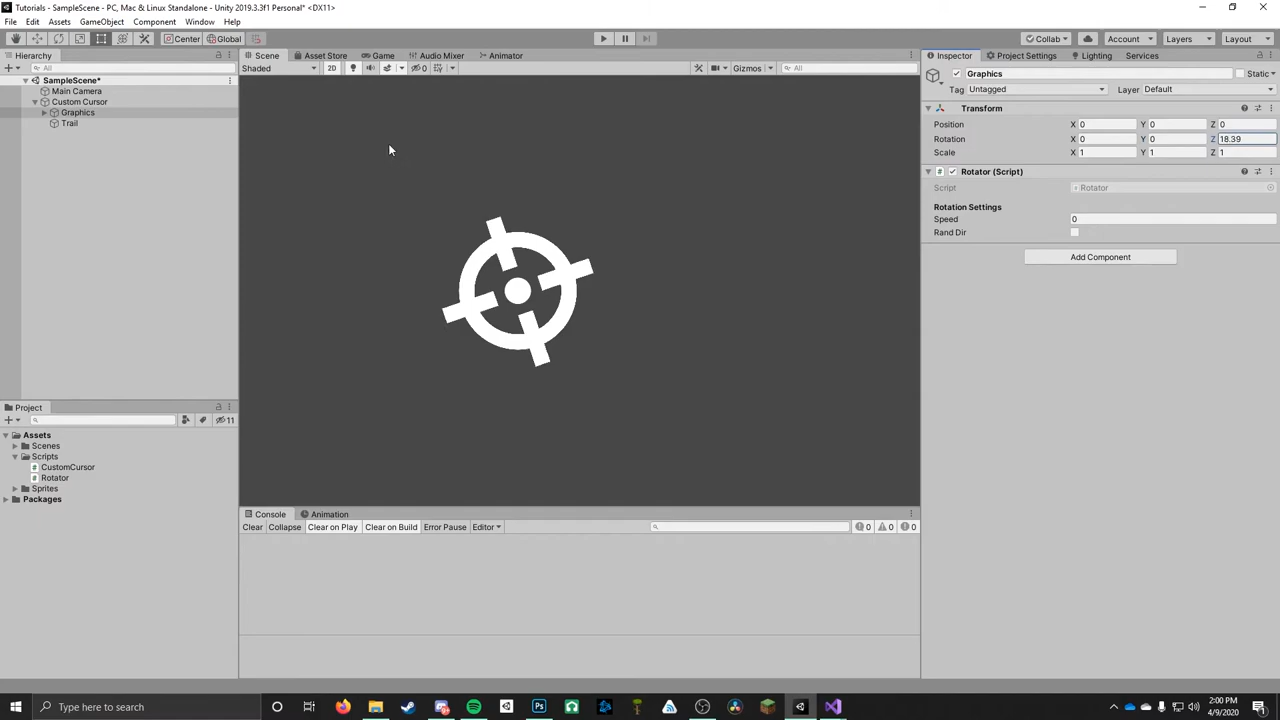 Tutorials - SampleScene - PC, Mac & Linux Standalone - Unity 2019.3.3f1 Personal* <DX11>
File Edit Assets GameObject Component Window Help
Center Global Collab Account Layers Layout
Hierarchy
All
SampleScene*
Main Camera
Custom Cursor
Graphics
Trail
Scene Asset Store Game Audio Mixer Animator
Shaded 2D 0 Gizmos All
Inspector Project Settings Lighting Services
Graphics Static
Tag Untagged Layer Default
Transform
Position X 0 Y 0 Z 0
Rotation X 0 Y 0 Z 18.39
Scale X 1 Y 1 Z 1
# Rotator (Script)
Script Rotator
Rotation Settings
Speed 0
Rand Dir
Add Component
Project
11
Assets
Scenes
Scripts
# CustomCursor
# Rotator
Sprites
Packages
Console Animation
Clear Collapse Clear on Play Clear on Build Error Pause Editor 0 0 0
Type here to search
Ps
2:00 PM
4/9/2020